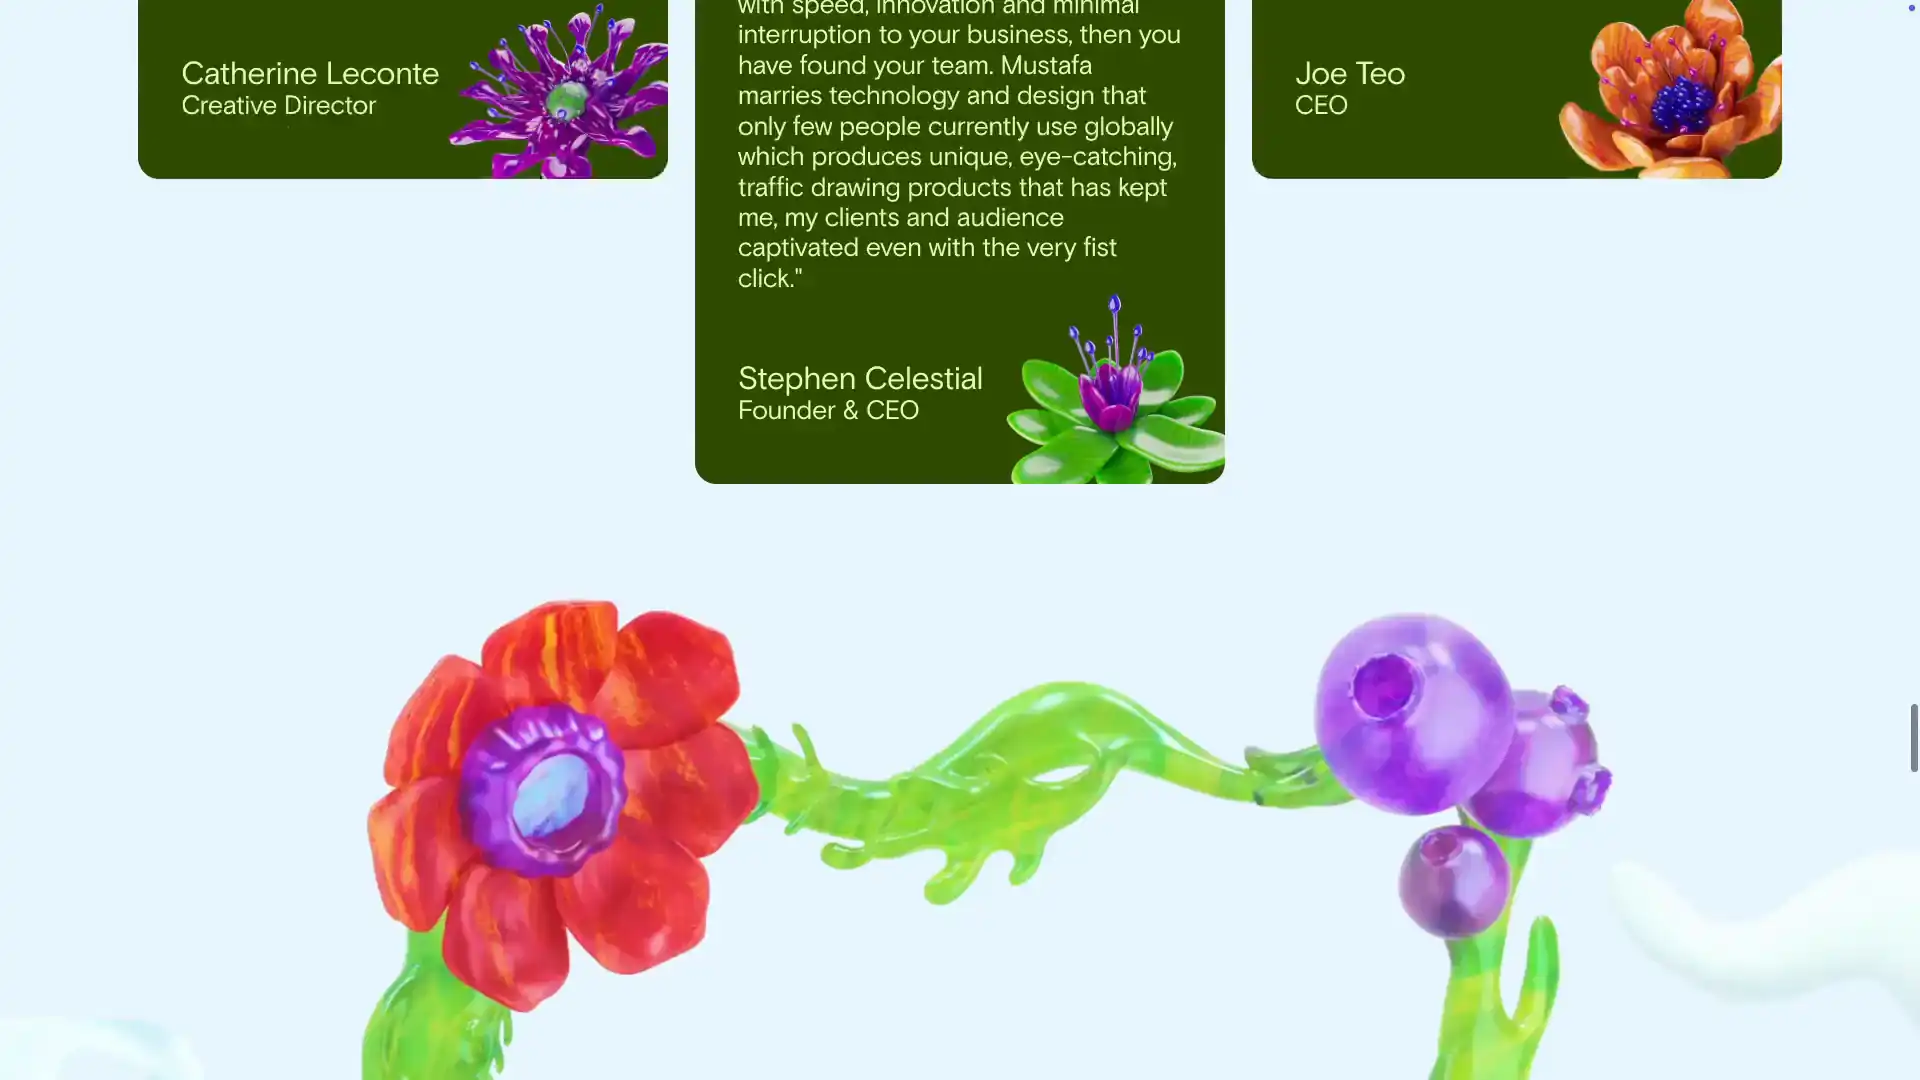 Catherine Leconte
Creative Director
with speed, innovation and minimal
interruption to your business, then you
have found your team. Mustafa
marries technology and design that
only few people currently use globally
which produces unique, eye-catching,
traffic drawing products that has kept
me, my clients and audience
captivated even with the very fist
click."
Stephen Celestial
Founder & CEO
Joe Teo
CEO